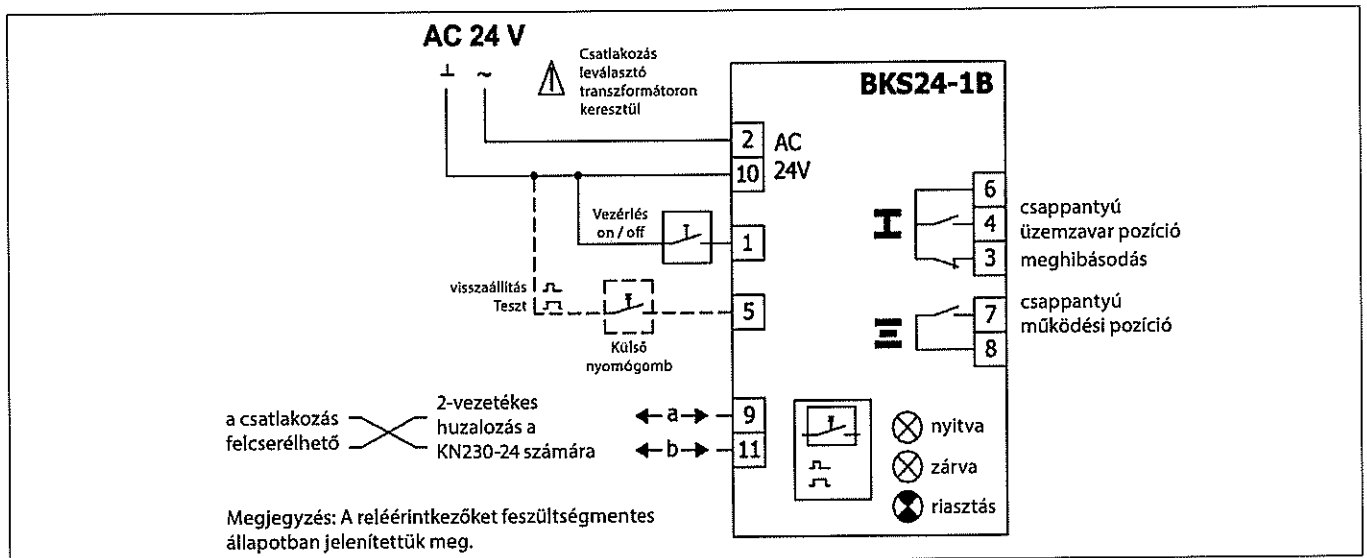 AC 24 V
⊥ ~
Csatlakozás
leválasztó
transzformátoron
keresztül
BKS24-1B
2
10
AC
24V
Vezérlés
on / off
1
visszaállítás
Teszt
5
Külső
nyomógomb
6
4
3
csappantyú
üzemzavar pozíció
meghibásodás
7
8
csappantyú
működési pozíció
a csatlakozás
felcserélhető
2-vezetékes
huzalozás a
KN230-24 számára
a
b
9
11
nyitva
zárva
riasztás
Megjegyzés: A reléérintkezőket feszültségmentes
állapotban jelenítettük meg.